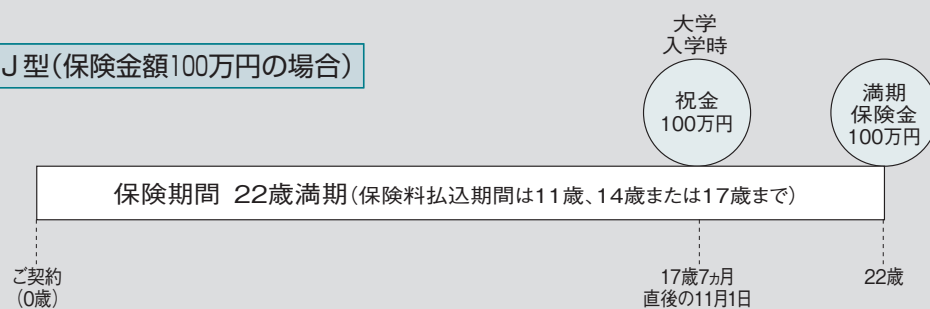 大学
入学時
J型(保険金額100万円の場合)
祝金
100万円
満期
保険金
100万円
保険期間 22歳満期(保険料払込期間は11歳、14歳または17歳まで)
ご契約
(0歳)
17歳7ヵ月
直後の11月1日
22歳